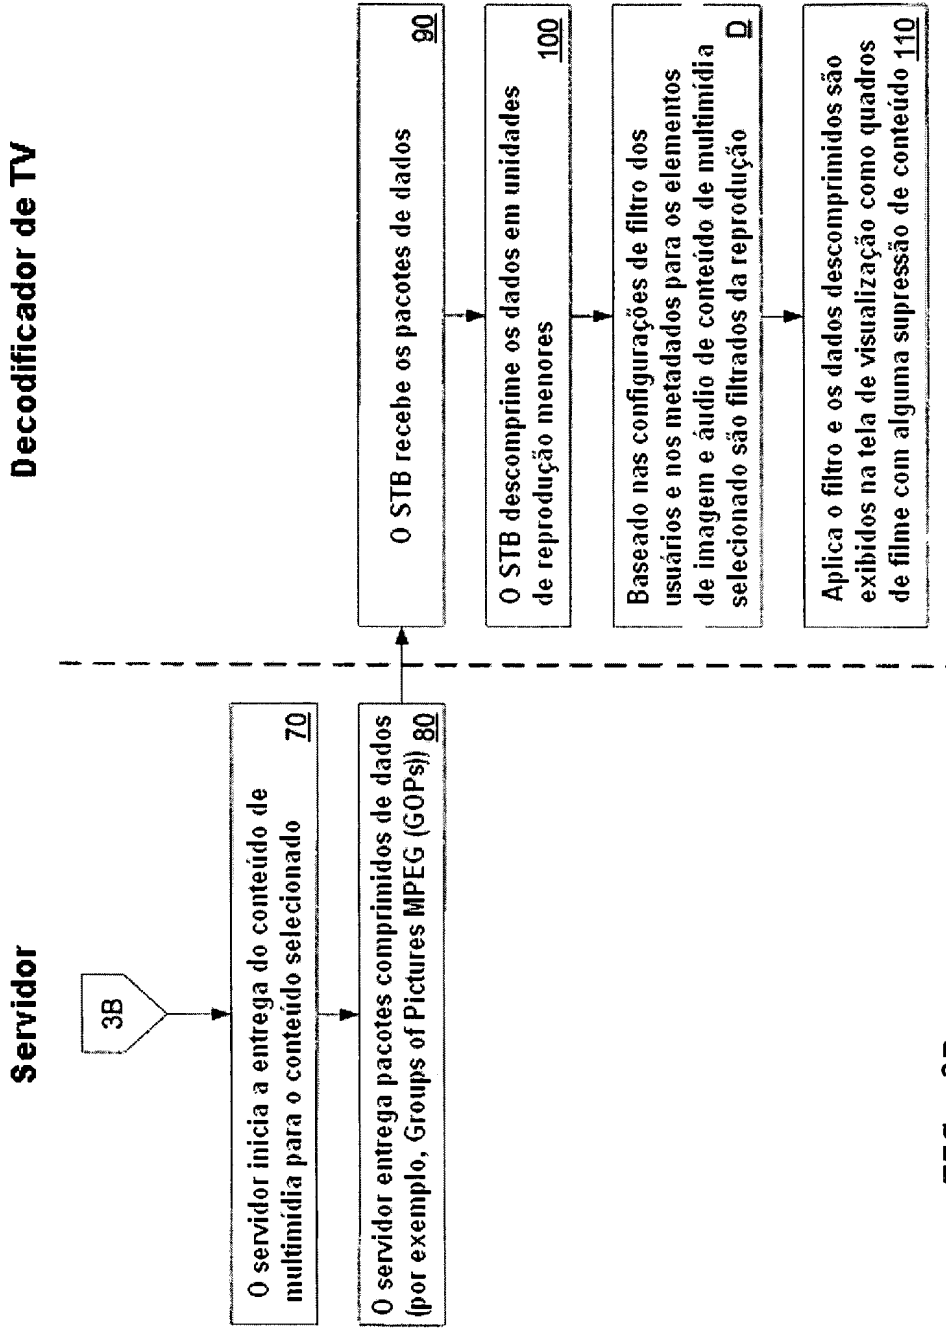 Servidor
Decodificador de TV
3B
O servidor inicia a entrega do conteúdo de
multimídia para o conteúdo selecionado
70
O servidor entrega pacotes comprimidos de dados
(por exemplo, Groups of Pictures MPEG (GOPs)) 80
O STB recebe os pacotes de dados
90
O STB descomprime os dados em unidades
de reprodução menores
100
Baseado nas configurações de filtro dos
usuários e nos metadados para os elementos
de imagem e áudio de conteúdo de multimídia
selecionado são filtrados da reprodução
D
Aplica o filtro e os dados descomprimidos são
exibidos na tela de visualização como quadros
de filme com alguma supressão de conteúdo 110